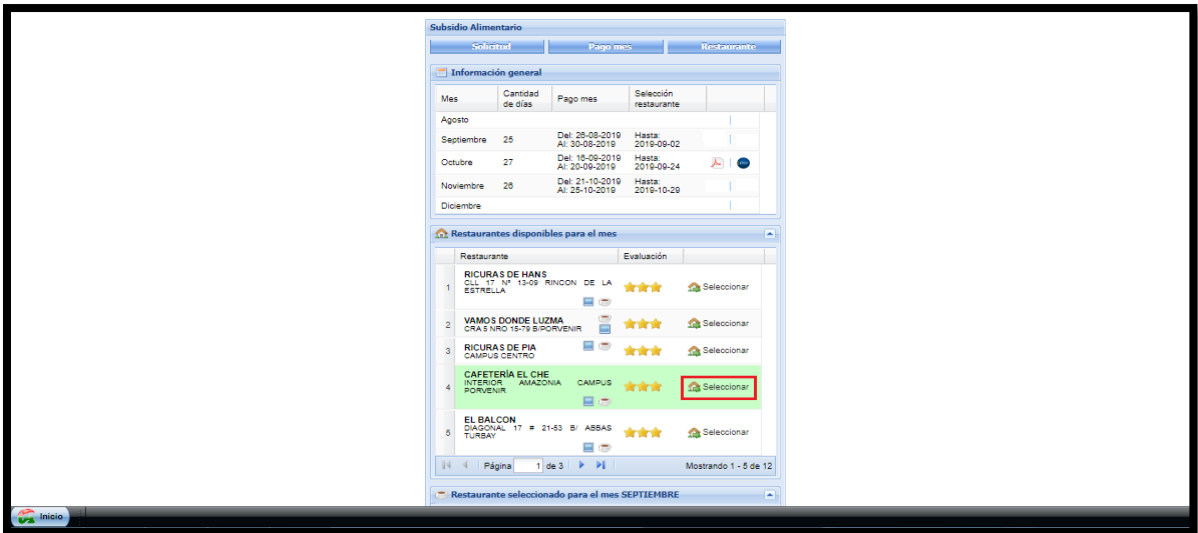 Subsidio Alimentario
Solicitud Pago mes Restaurante
Información general
Mes Cantidad de días Pago mes Selección restaurante
Agosto
Septiembre 25 Del: 26-08-2019 Al: 30-08-2019 Hasta: 2019-09-02
Octubre 27 Del: 16-09-2019 Al: 20-09-2019 Hasta: 2019-09-24
Noviembre 26 Del: 21-10-2019 Al: 25-10-2019 Hasta: 2019-10-29
Diciembre
Restaurantes disponibles para el mes
Restaurante Evaluación
1 RICURAS DE HANS
CLL 17 Nº 13-09 RINCON DE LA ESTRELLA Seleccionar
2 VAMOS DONDE LUZMA
CRA 5 NRO 15-79 B/PORVENIR Seleccionar
3 RICURAS DE PIA
CAMPUS CENTRO Seleccionar
4 CAFETERÌA EL CHE
INTERIOR AMAZONIA CAMPUS PORVENIR Seleccionar
5 EL BALCON
DIAGONAL 17 # 21-53 B/ ABBAS TURBAY Seleccionar
Página 1 de 3 Mostrando 1 - 5 de 12
Restaurante seleccionado para el mes SEPTIEMBRE
Inicio